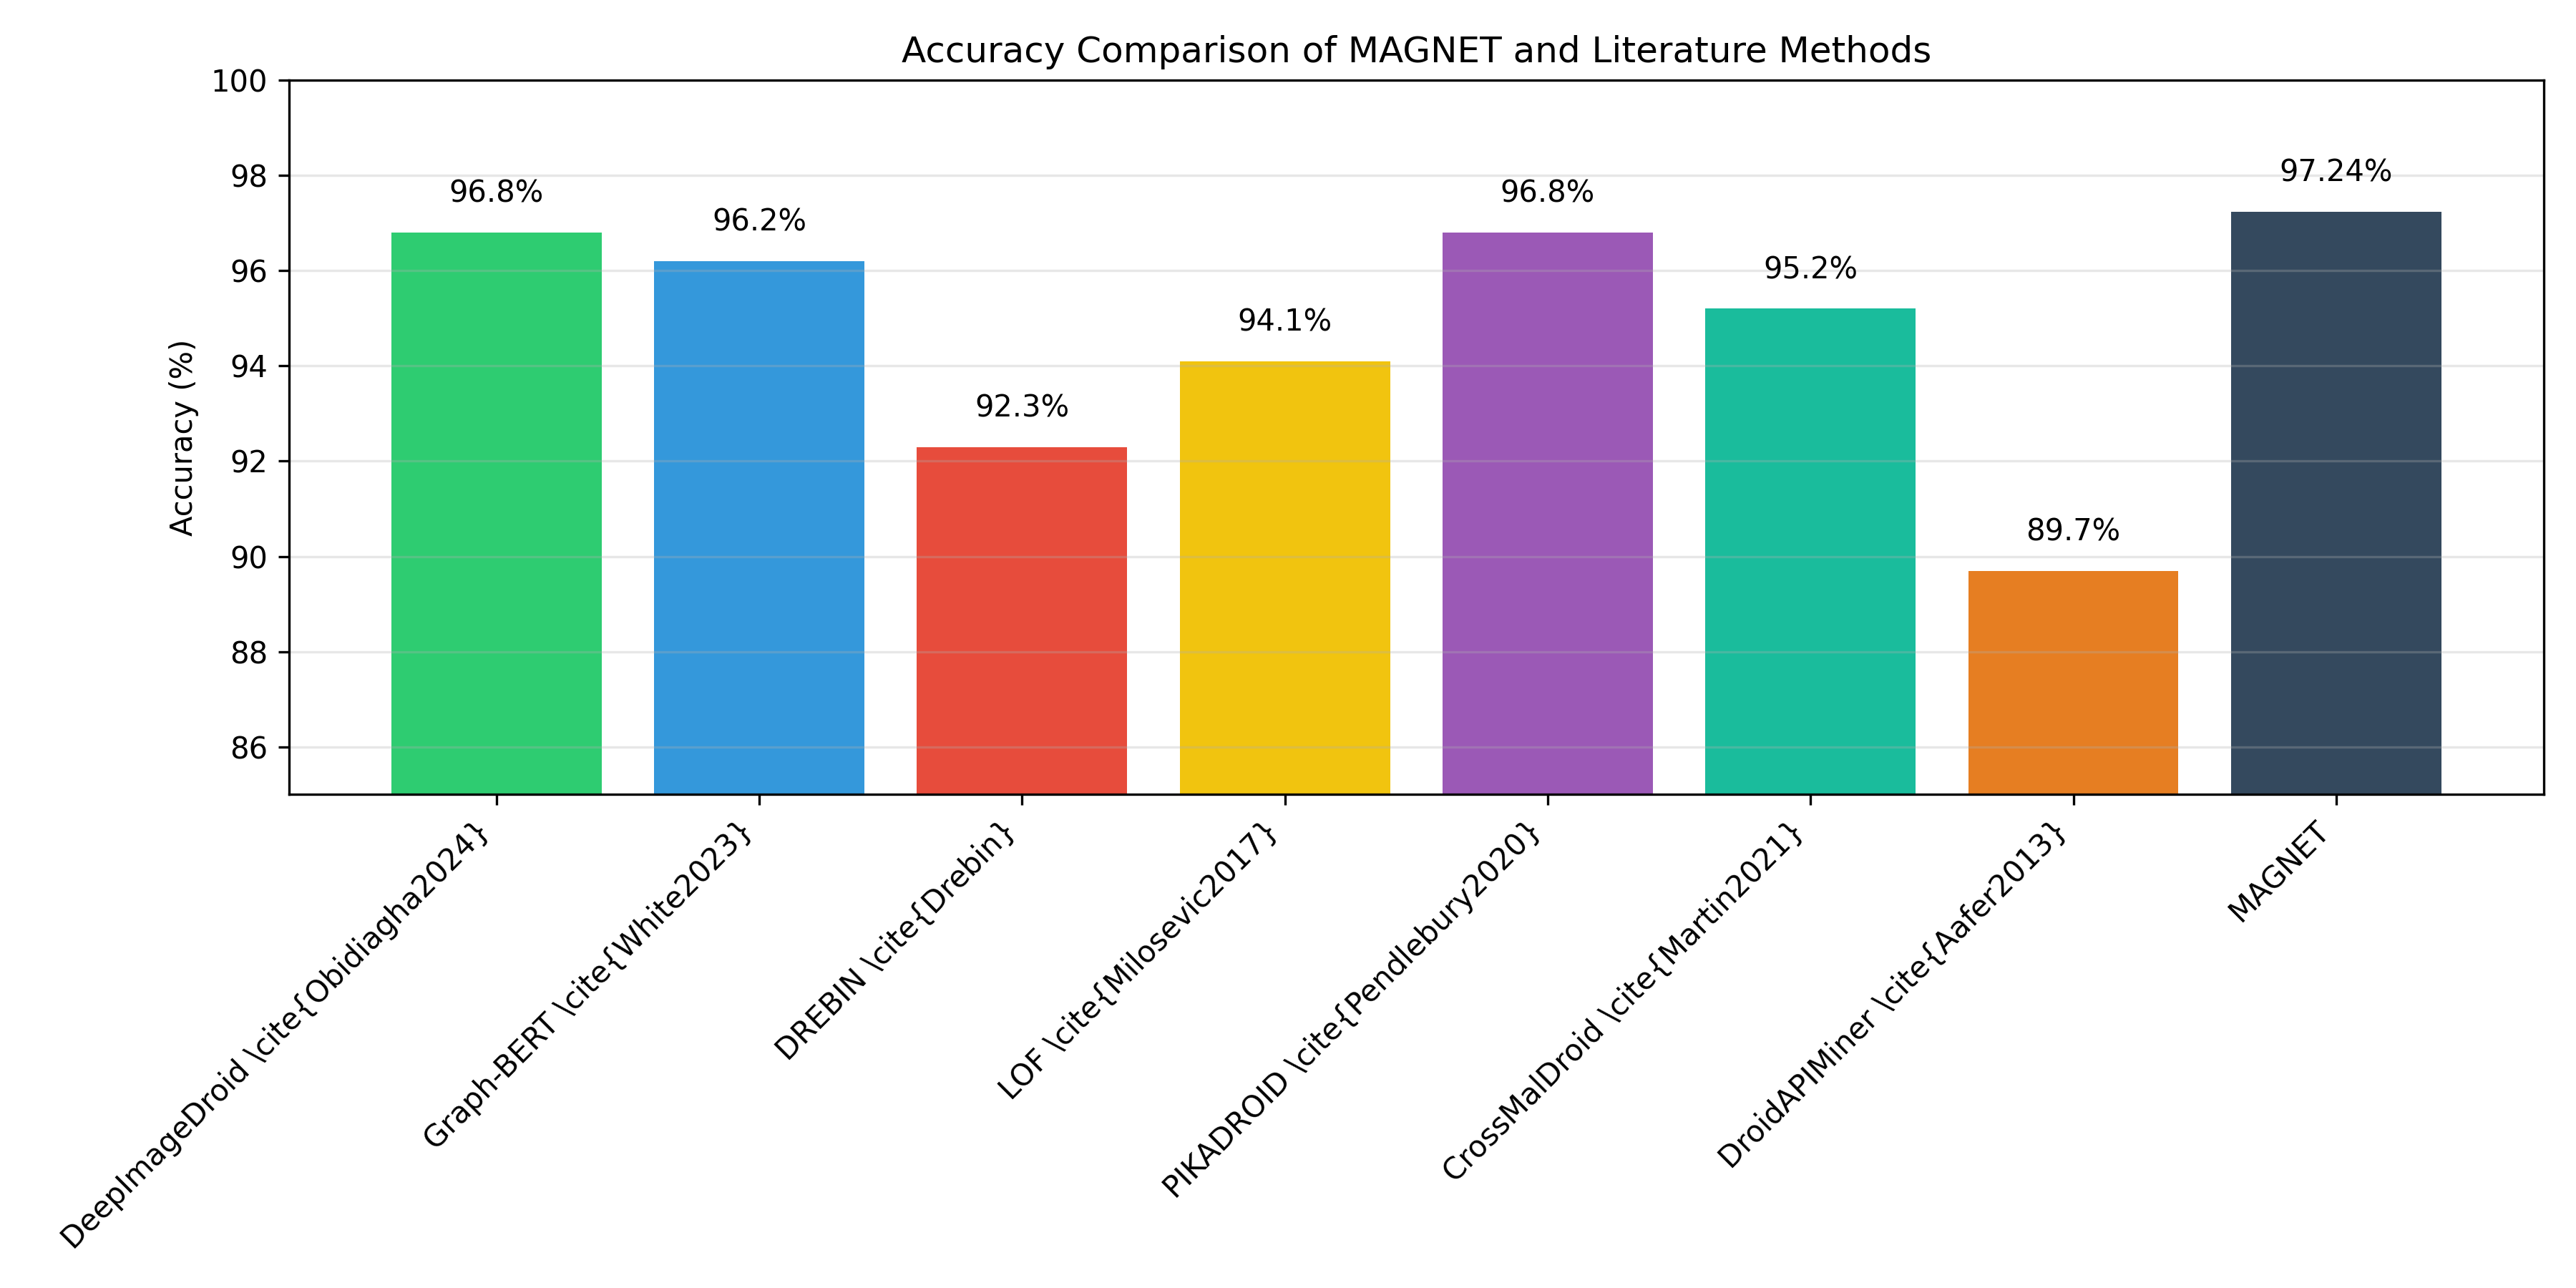 Accuracy Comparison of MAGNET and Literature Methods
Accuracy (%)
100
98
96
94
92
90
88
86
96.8%
96.2%
92.3%
94.1%
96.8%
95.2%
89.7%
97.24%
DeepImageDroid \cite{Obidiagha2024}
Graph-BERT \cite{White2023}
DREBIN \cite{Drebin}
LOF \cite{Milosevic2017}
PIKADROID \cite{Pendlebury2020}
CrossMalDroid \cite{Martin2021}
DroidAPIMiner \cite{Aafer2013}
MAGNET